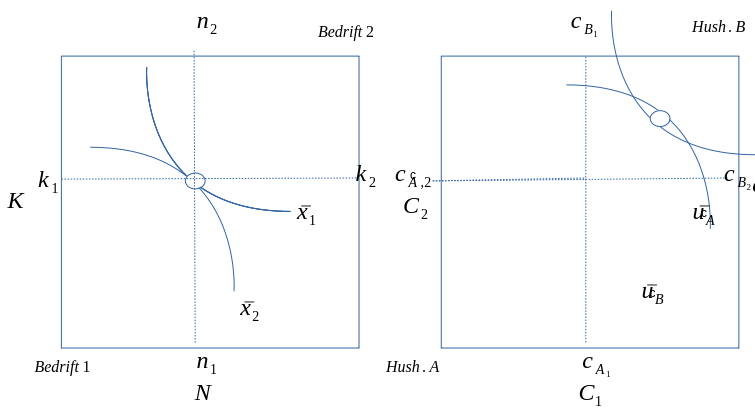 n2
Bedrift 2
cB1
Hush. B
k1
k2
cA,2
cB2
K
C2
x̄1
ūA
ūB
x̄2
Bedrift 1
n1
Hush. A
cA1
N
C1